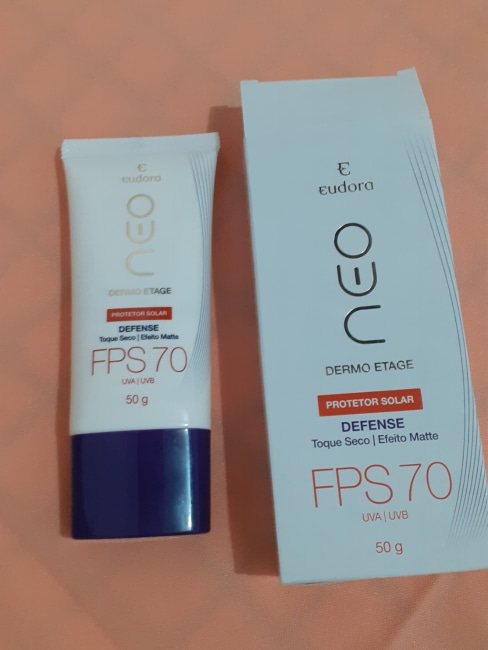 E
eudora
NEO
DERMO ETAGE
PROTETOR SOLAR
DEFENSE
Toque Seco | Efeito Matte
FPS 70
UVA | UVB
50 g
E
eudora
NEO
DERMO ETAGE
PROTETOR SOLAR
DEFENSE
Toque Seco | Efeito Matte
FPS 70
UVA | UVB
50 g